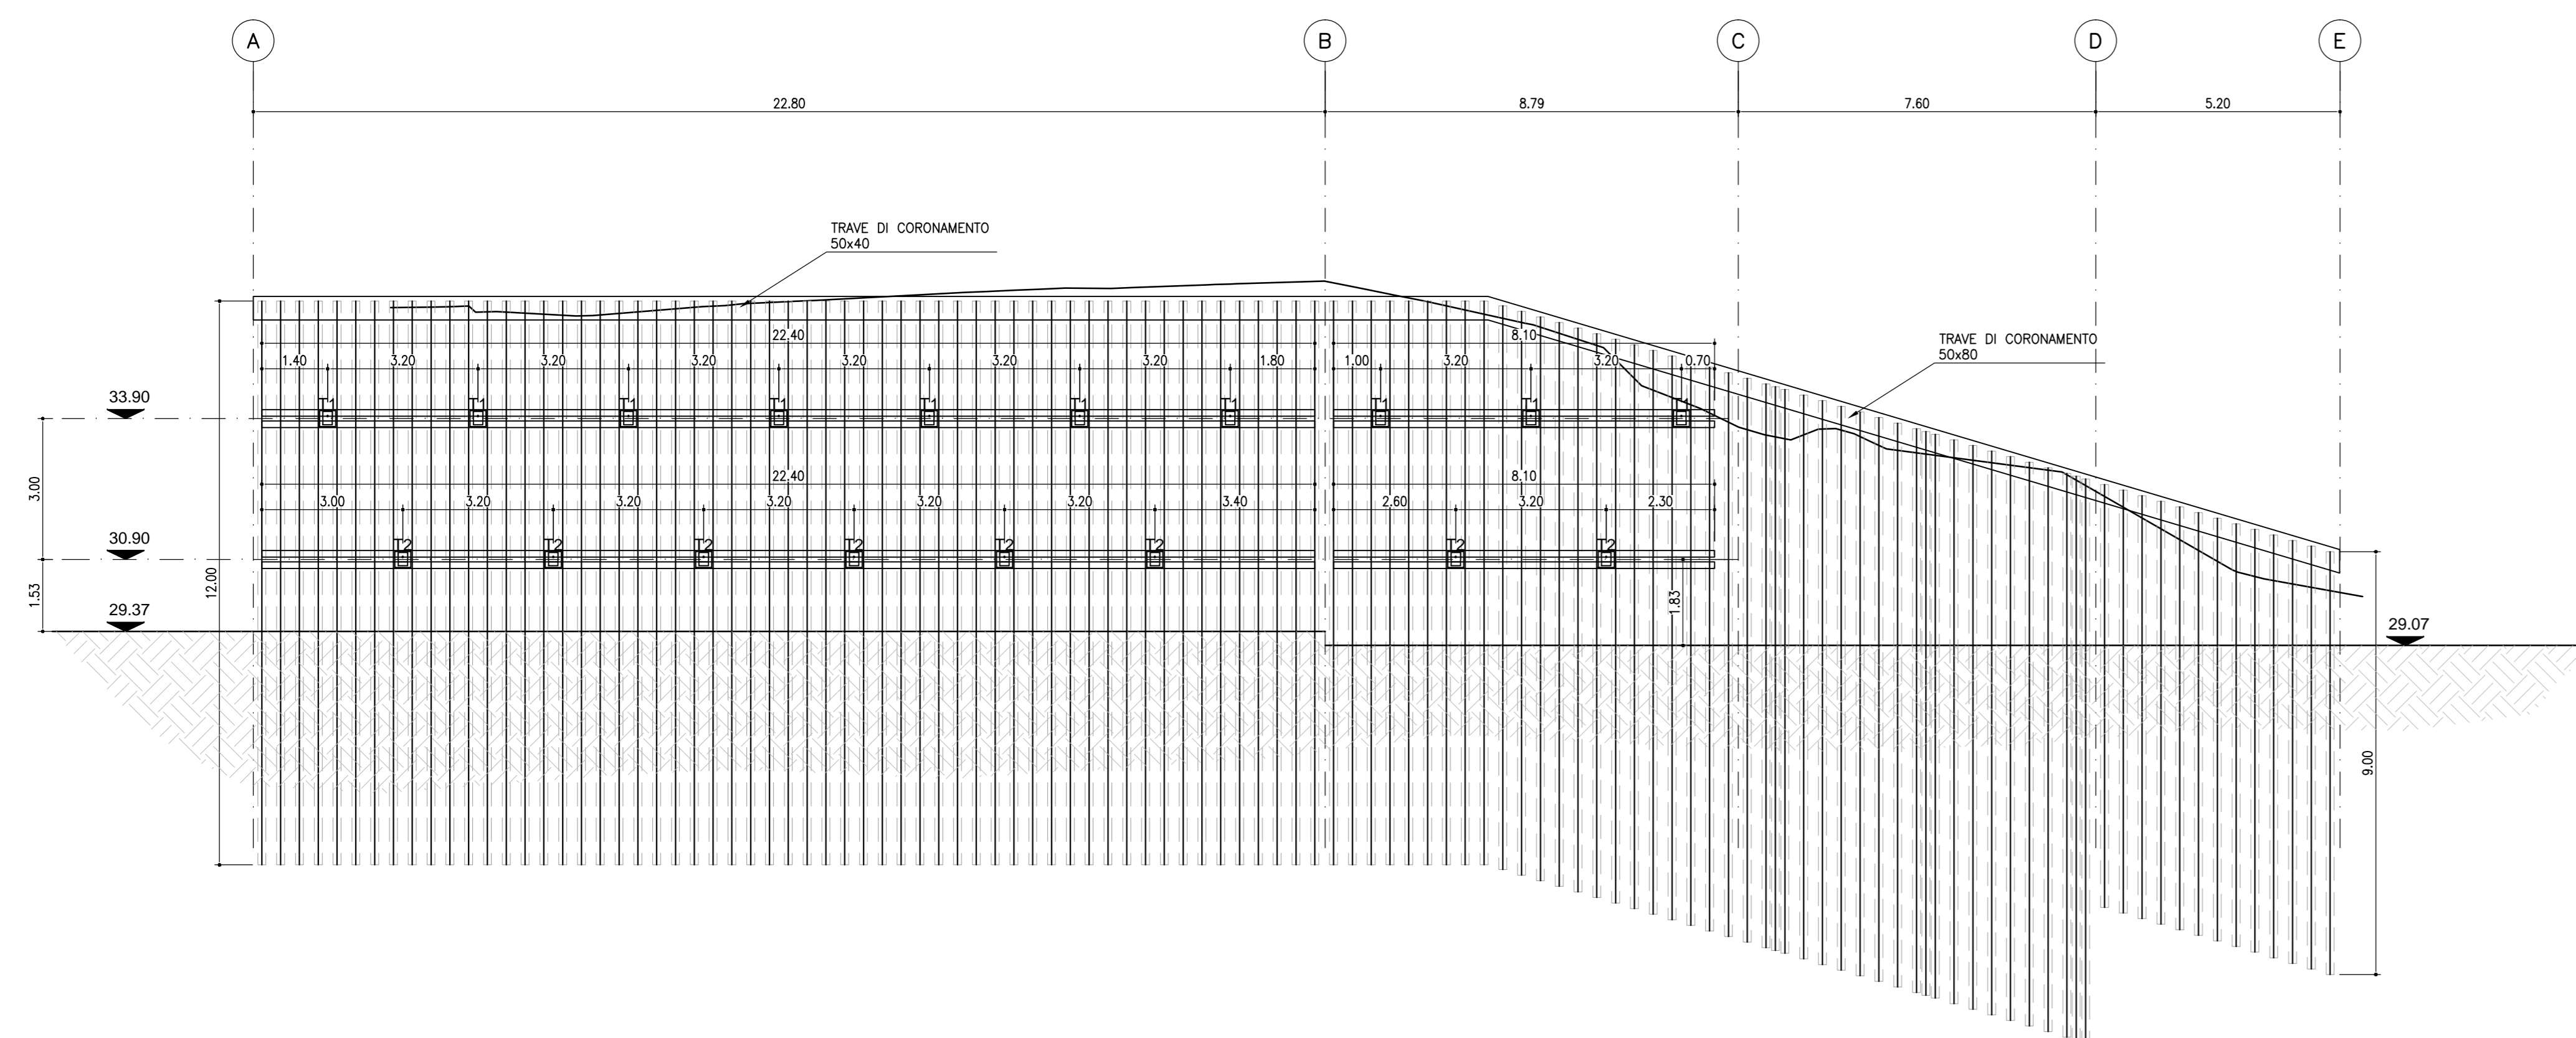 A
B
C
D
E
22.80
8.79
7.60
5.20
TRAVE DI CORONAMENTO
50x40
TRAVE DI CORONAMENTO
50x80
22.40
8.10
1.40
3.20
3.20
3.20
3.20
3.20
3.20
1.80
1.00
3.20
3.20
0.70
33.90
T1
T1
T1
T1
T1
T1
T1
T1
T1
T1
3.00
22.40
8.10
3.00
3.20
3.20
3.20
3.20
3.20
3.40
2.60
3.20
2.30
30.90
T2
T2
T2
T2
T2
T2
T2
T2
1.53
12.00
1.83
29.37
29.07
9.00